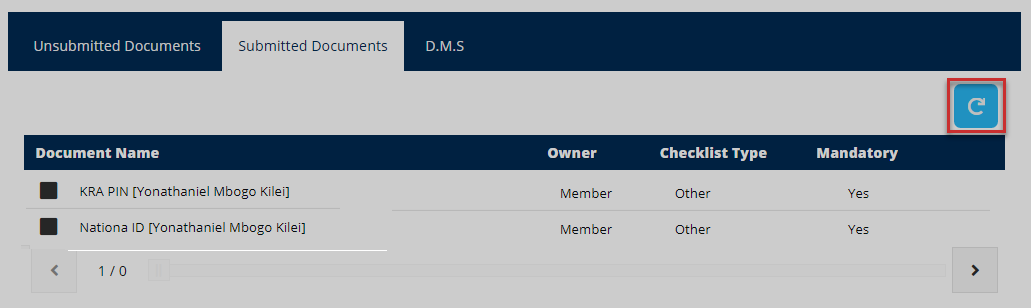 Unsubmitted Documents Submitted Documents D.M.S
Document Name Owner Checklist Type Mandatory
KRA PIN [Yonathaniel Mbogo Kilei] Member Other Yes
Nationa ID [Yonathaniel Mbogo Kilei] Member Other Yes
1 / 0